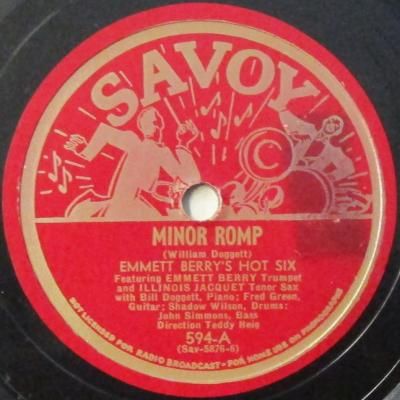 SAVOY
MINOR ROMP
(William Doggett)
EMMETT BERRY'S HOT SIX
Featuring EMMETT BERRY Trumpet
and ILLINOIS JACQUET Tenor Sax
with Bill Doggett, Piano; Fred Green,
Guitar: Shadow Wilson, Drums:
John Simmons, Bass
Direction Teddy Reig
594-A
(Sav-5876-6)
NOT LICENSED FOR RADIO BROADCAST-FOR HOME USE ON PHONOGRAPHS